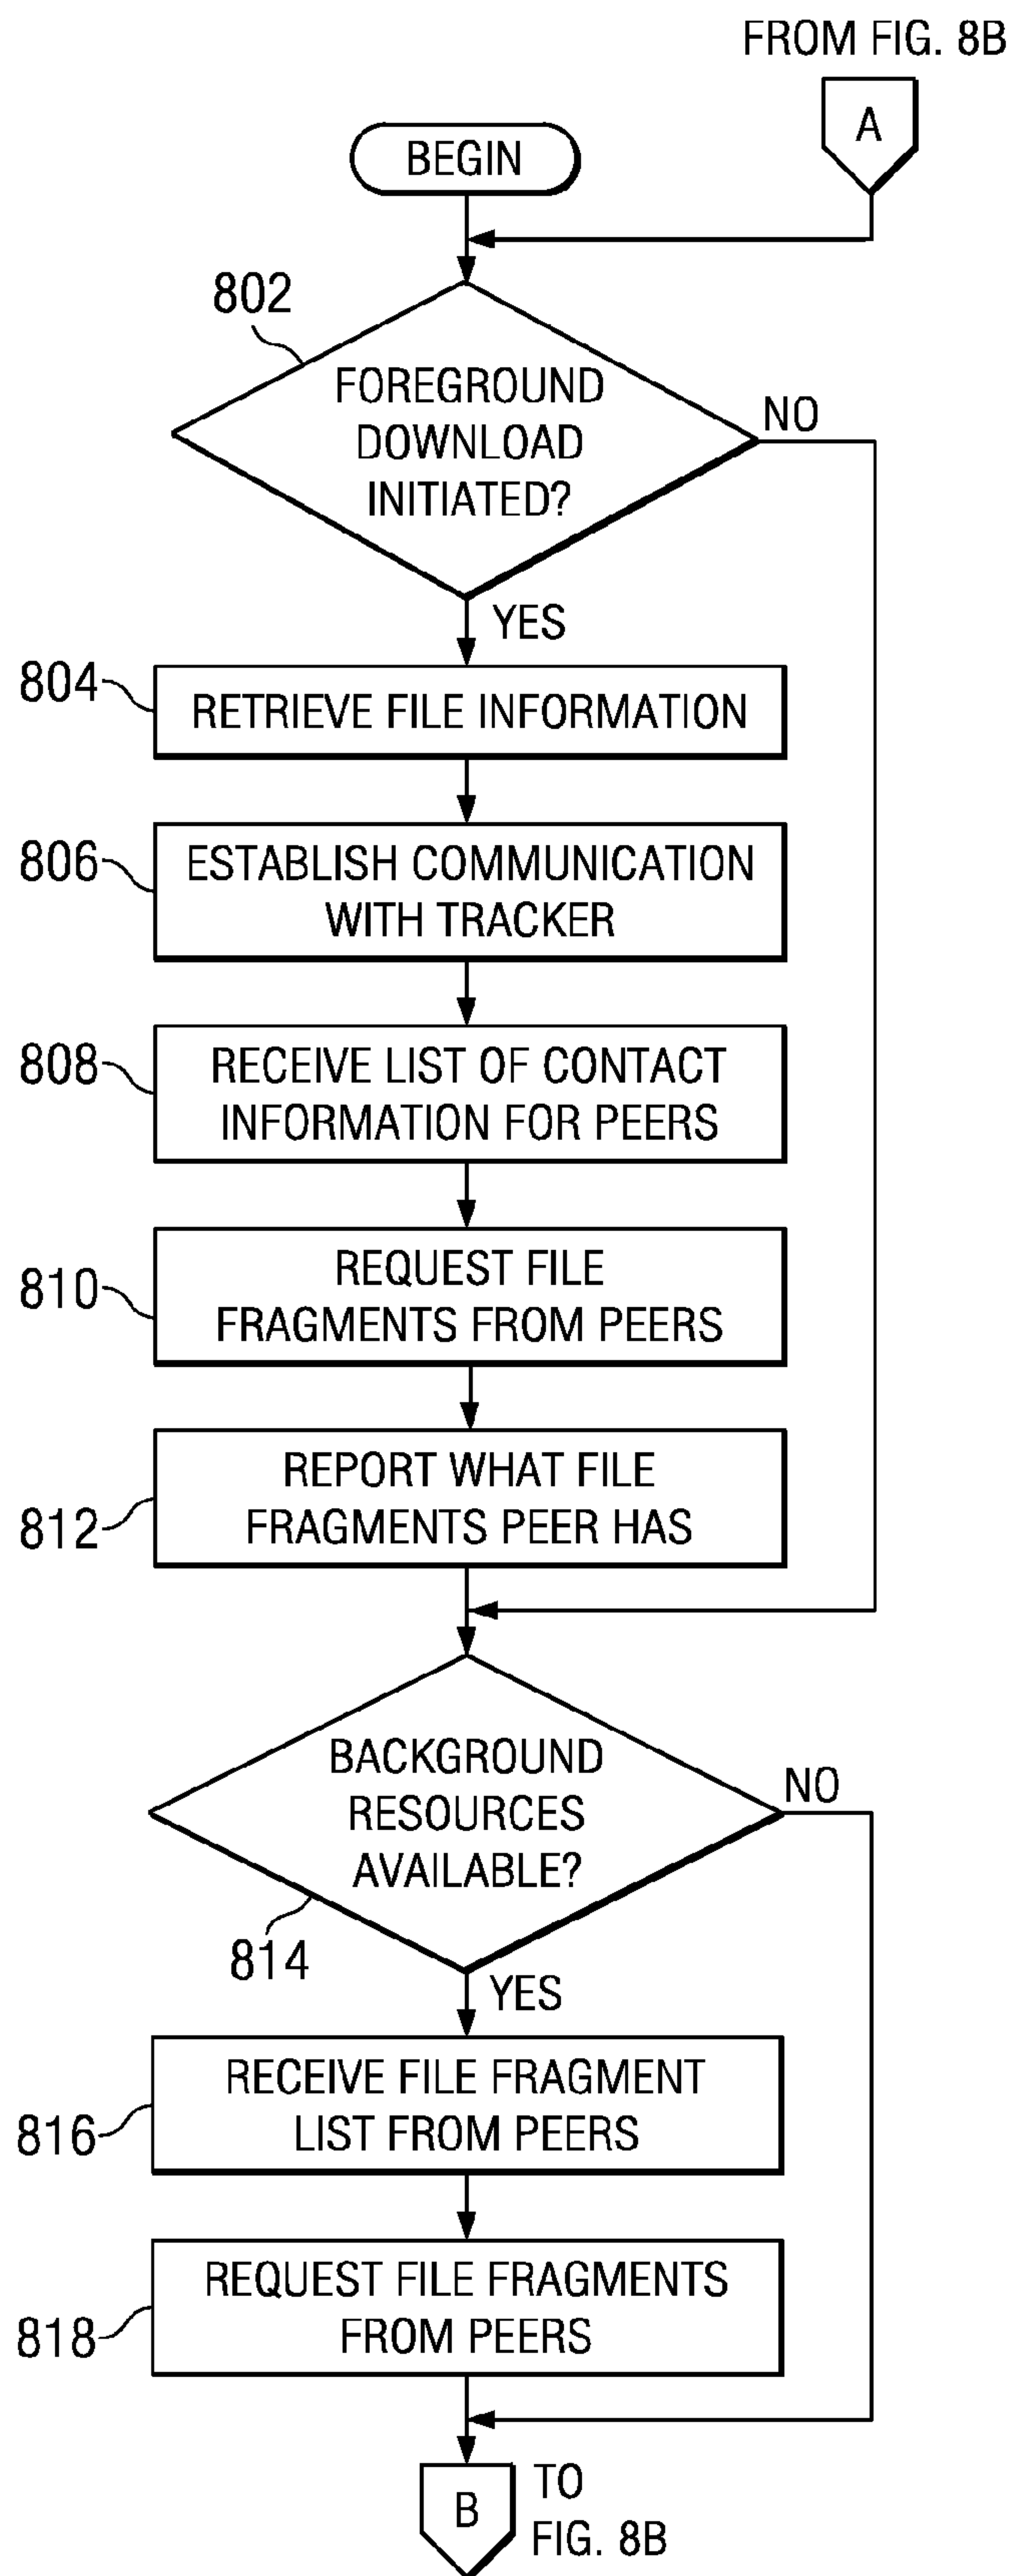 FROM FIG. 8B
A
BEGIN
802
FOREGROUND
DOWNLOAD
INITIATED?
NO
YES
804
RETRIEVE FILE INFORMATION
806
ESTABLISH COMMUNICATION
WITH TRACKER
808
RECEIVE LIST OF CONTACT
INFORMATION FOR PEERS
810
REQUEST FILE
FRAGMENTS FROM PEERS
812
REPORT WHAT FILE
FRAGMENTS PEER HAS
BACKGROUND
RESOURCES
AVAILABLE?
NO
814
YES
816
RECEIVE FILE FRAGMENT
LIST FROM PEERS
818
REQUEST FILE FRAGMENTS
FROM PEERS
B
TO
FIG. 8B